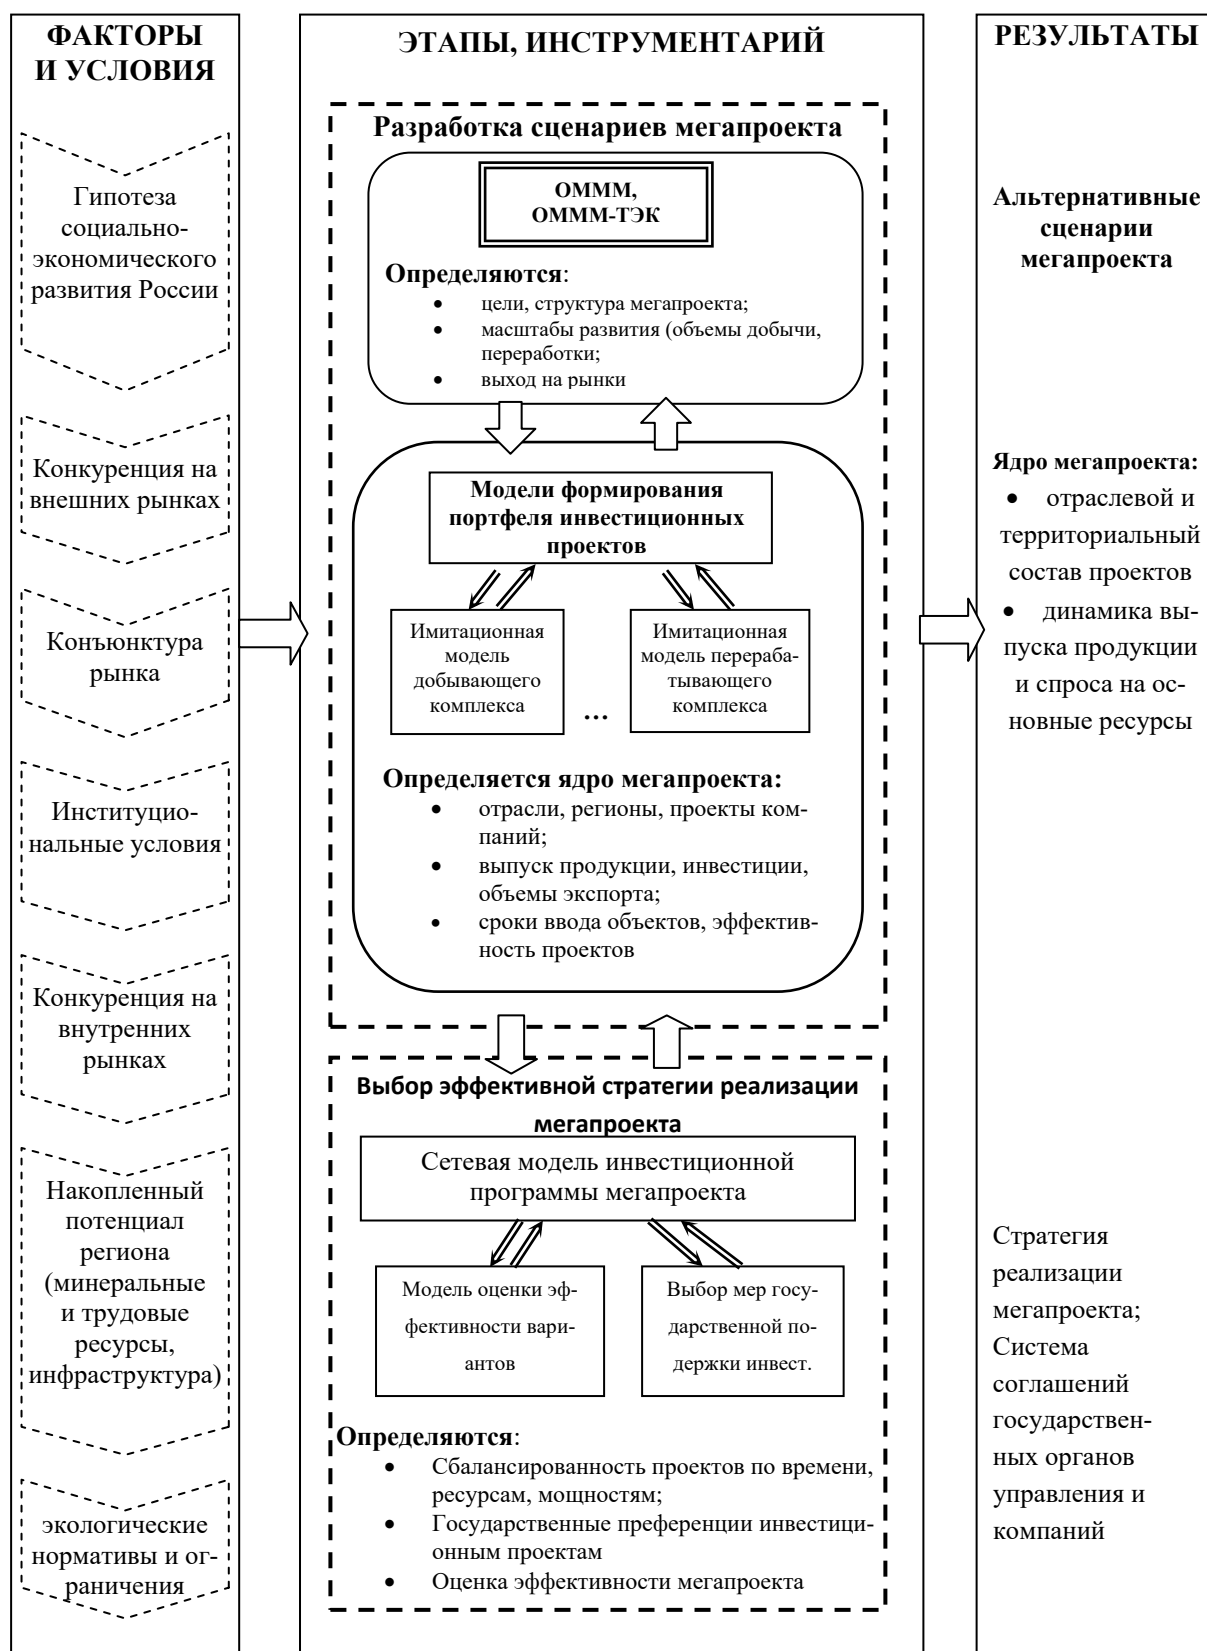 ФАКТОРЫ
И УСЛОВИЯ
Гипотеза
социально-
экономического
развития России
Конкуренция на
внешних рынках
Конъюнктура
рынка
Институцио-
нальные условия
Конкуренция на
внутренних
рынках
Накопленный
потенциал
региона
(минеральные
и трудовые
ресурсы,
инфраструктура)
экологические
нормативы и ог-
раничения
ЭТАПЫ, ИНСТРУМЕНТАРИЙ
Разработка сценариев мегапроекта
ОМММ,
ОМММ-ТЭК
Определяются:
• цели, структура мегапроекта;
• масштабы развития (объемы добычи,
переработки;
• выход на рынки
Модели формирования
портфеля инвестиционных
проектов
Имитационная
модель
добывающего
комплекса
...
Имитационная
модель перераба-
тывающего
комплекса
Определяется ядро мегапроекта:
• отрасли, регионы, проекты ком-
паний;
• выпуск продукции, инвестиции,
объемы экспорта;
• сроки ввода объектов, эффектив-
ность проектов
Выбор эффективной стратегии реализации
мегапроекта
Сетевая модель инвестиционной
программы мегапроекта
Модель оценки эф-
фективности вари-
антов
Выбор мер госу-
дарственной по-
держки инвест.
Определяются:
• Сбалансированность проектов по времени,
ресурсам, мощностям;
• Государственные преференции инвестици-
онным проектам
• Оценка эффективности мегапроекта
РЕЗУЛЬТАТЫ
Альтернативные
сценарии
мегапроекта
Ядро мегапроекта:
• отраслевой и
территориальный
состав проектов
• динамика вы-
пуска продукции
и спроса на ос-
новные ресурсы
Стратегия
реализации
мегапроекта;
Система
соглашений
государствен-
ных органов
управления и
компаний